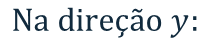 Na direção y: